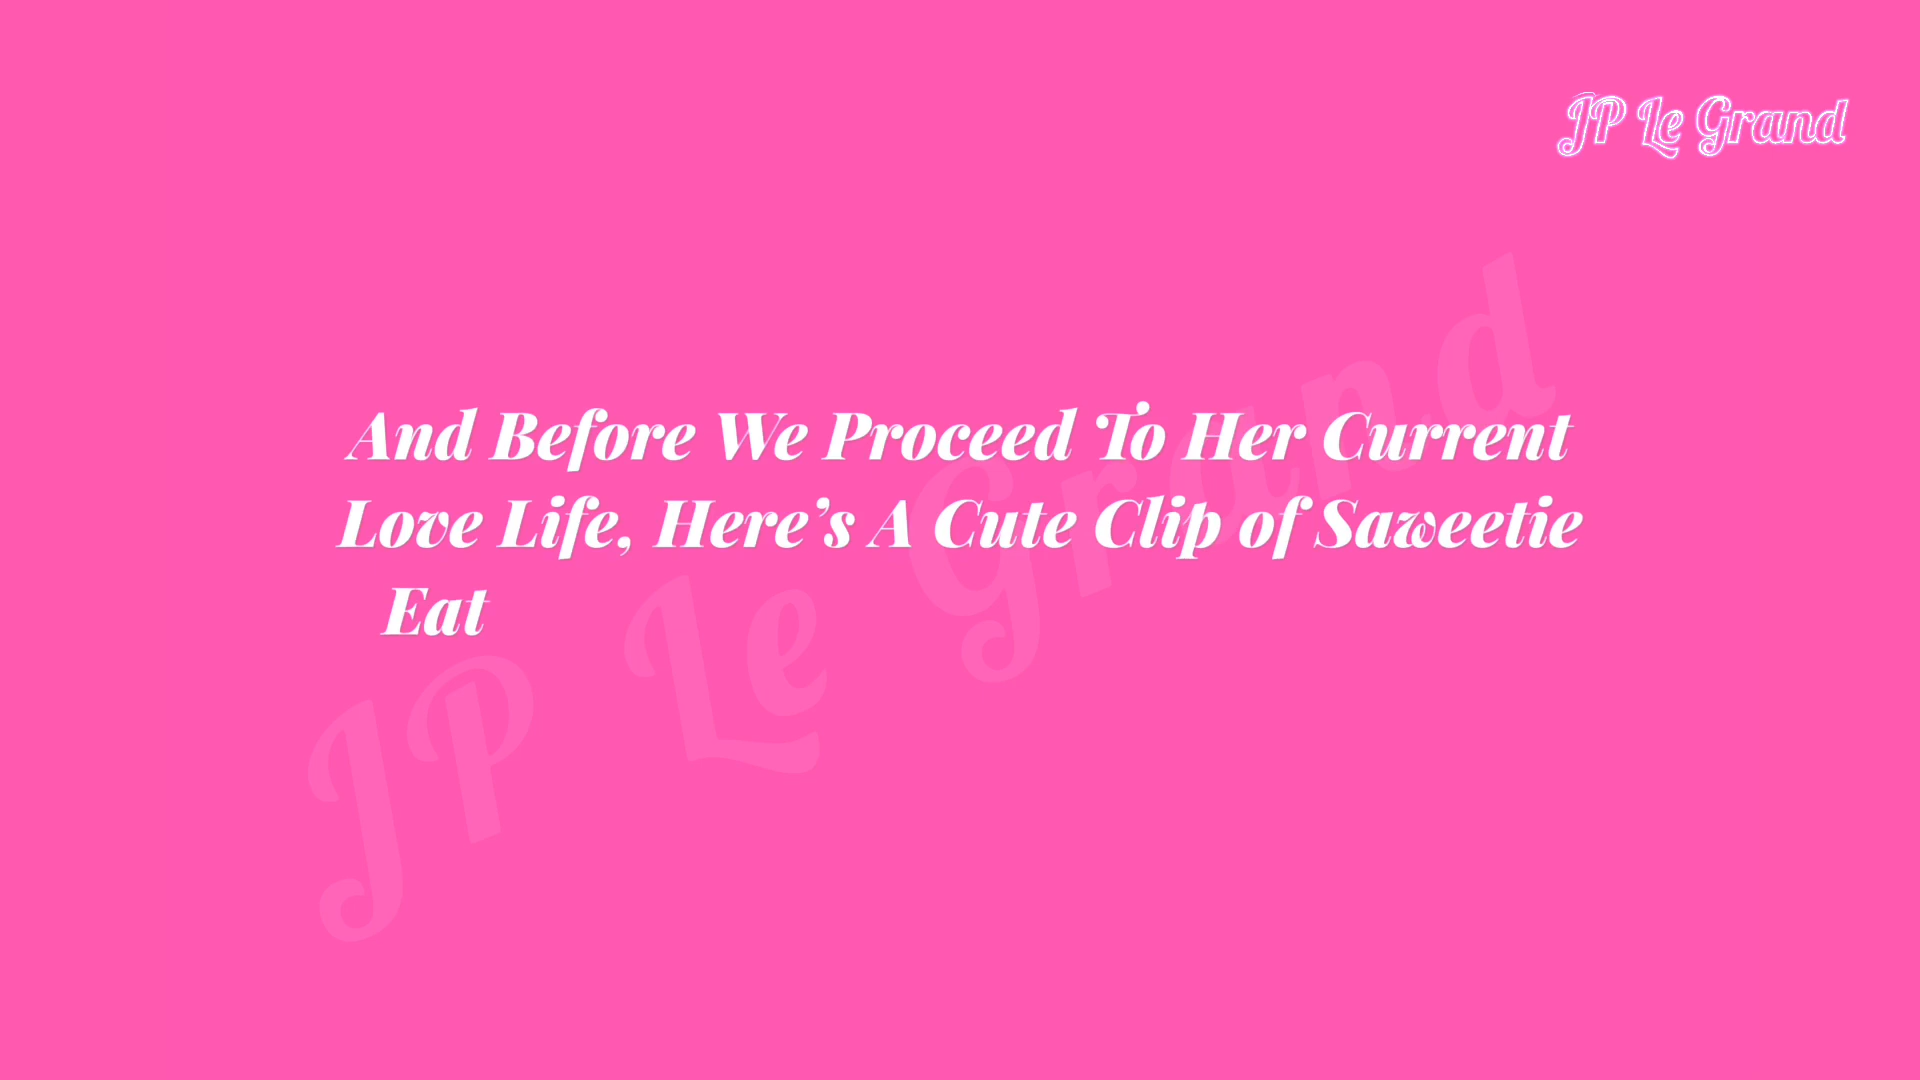 JP Le Grand
And Before We Proceed To Her Current
Love Life, Here’s A Cute Clip of Saweetie
Eat
JP Le Grand